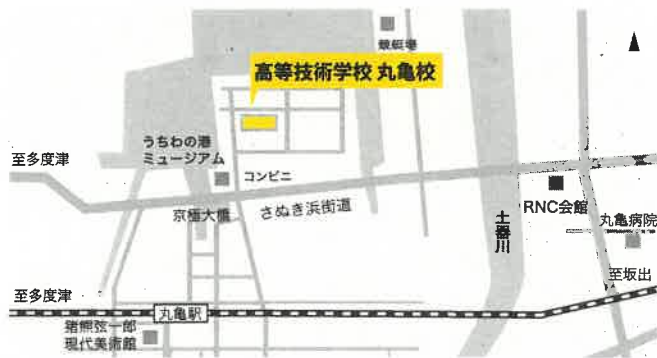 競艇場
高等技術学校 丸亀校
うちわの港
ミュージアム
至多度津
コンビニ
京極大橋
さぬき浜街道
土器川
RNC会館
丸亀病院
至坂出
至多度津
丸亀駅
猪熊弦一郎
現代美術館